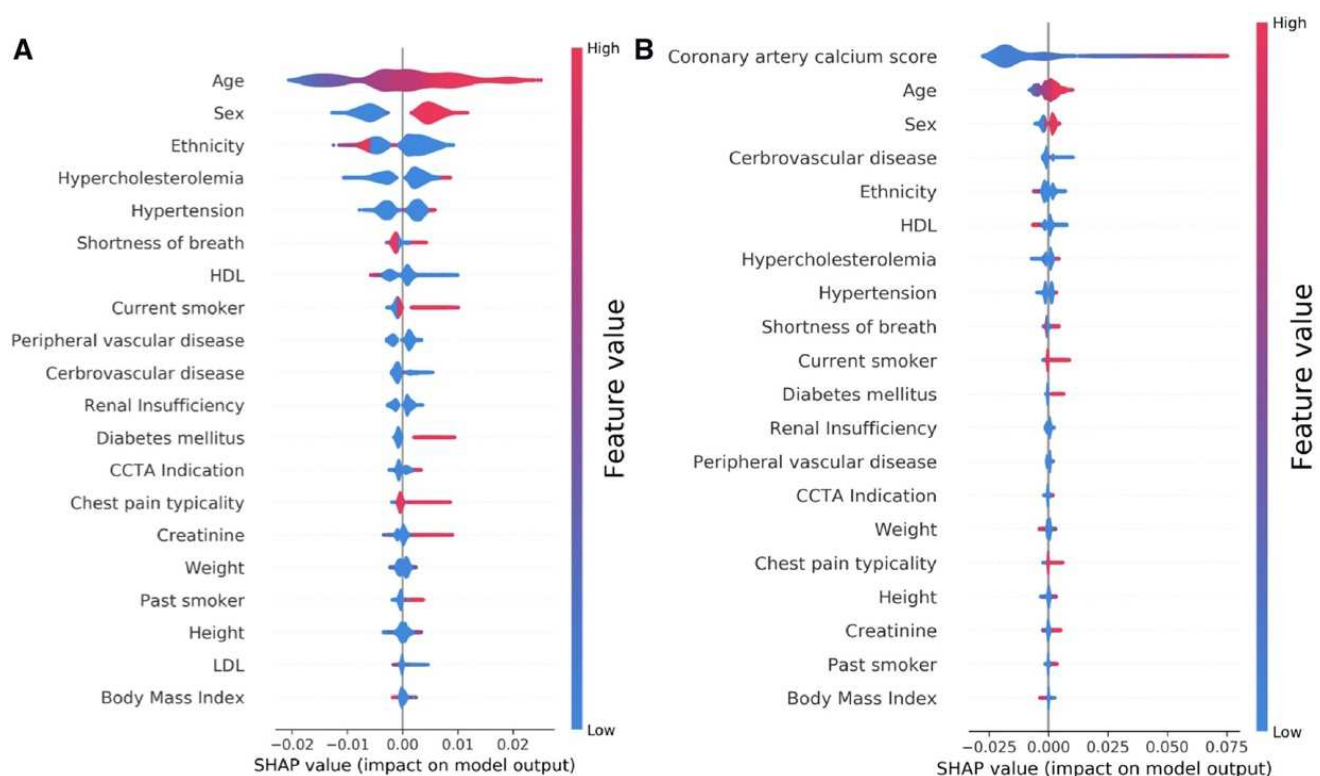 A
High
Age
Sex
Ethnicity
Hypercholesterolemia
Hypertension
Shortness of breath
HDL
Current smoker
Peripheral vascular disease
Cerbrovascular disease
Renal Insufficiency
Diabetes mellitus
CCTA Indication
Chest pain typicality
Creatinine
Weight
Past smoker
Height
LDL
Body Mass Index
Low
Feature value
−0.02 −0.01 0.00 0.01 0.02
SHAP value (impact on model output)
B
High
Coronary artery calcium score
Age
Sex
Cerbrovascular disease
Ethnicity
HDL
Hypercholesterolemia
Hypertension
Shortness of breath
Current smoker
Diabetes mellitus
Renal Insufficiency
Peripheral vascular disease
CCTA Indication
Weight
Chest pain typicality
Height
Creatinine
Past smoker
Body Mass Index
Low
Feature value
−0.025 0.000 0.025 0.050 0.075
SHAP value (impact on model output)